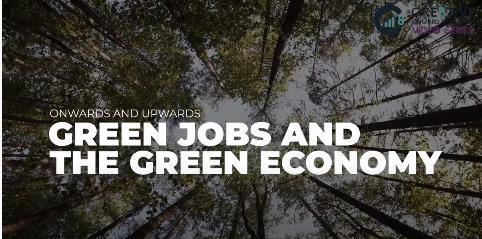 ONWARDS AND UPWARDS
GREEN JOBS AND
THE GREEN ECONOMY